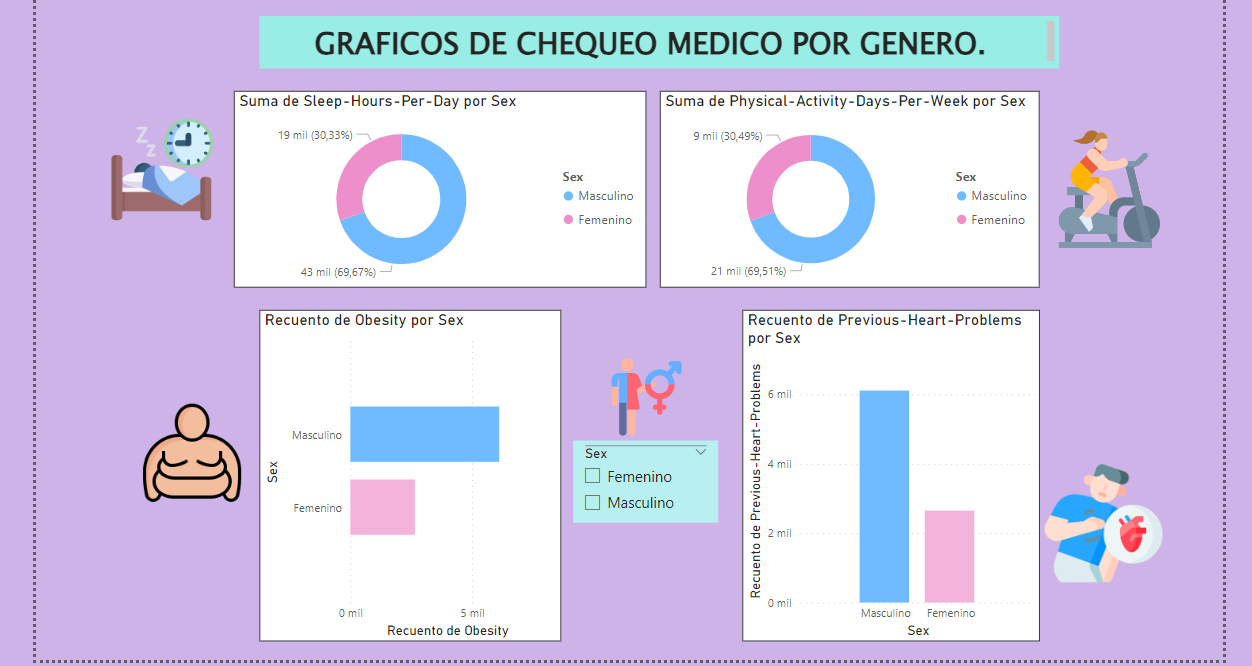 GRAFICOS DE CHEQUEO MEDICO POR GENERO.
Suma de Sleep-Hours-Per-Day por Sex
19 mil (30,33%)
43 mil (69,67%)
Sex
Masculino
Femenino
Suma de Physical-Activity-Days-Per-Week por Sex
9 mil (30,49%)
21 mil (69,51%)
Sex
Masculino
Femenino
Z
z
Recuento de Obesity por Sex
Sex
Masculino
Femenino
0 mil
5 mil
Recuento de Obesity
Sex
Femenino
Masculino
Recuento de Previous-Heart-Problems
por Sex
Recuento de Previous-Heart-Problems
6 mil
4 mil
2 mil
0 mil
Masculino
Femenino
Sex